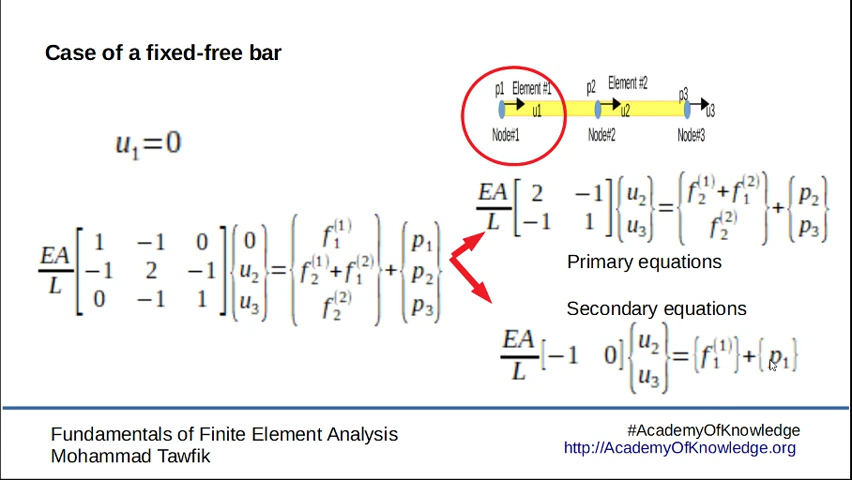 Case of a fixed-free bar
p1 Element #1 p2 Element #2 p3
u1 u2 u3
Node#1 Node#2 Node#3
u₁=0
EA/L [2 −1; −1 1] {u₂; u₃} = {f₂⁽¹⁾+f₁⁽²⁾; f₂⁽²⁾} + {p₂; p₃}
Primary equations
EA/L [1 −1 0; −1 2 −1; 0 −1 1] {0; u₂; u₃} = {f₁⁽¹⁾; f₂⁽¹⁾+f₁⁽²⁾; f₂⁽²⁾} + {p₁; p₂; p₃}
Secondary equations
EA/L [−1 0] {u₂; u₃} = {f₁⁽¹⁾} + {p₁}
Fundamentals of Finite Element Analysis
Mohammad Tawfik
#AcademyOfKnowledge
http://AcademyOfKnowledge.org